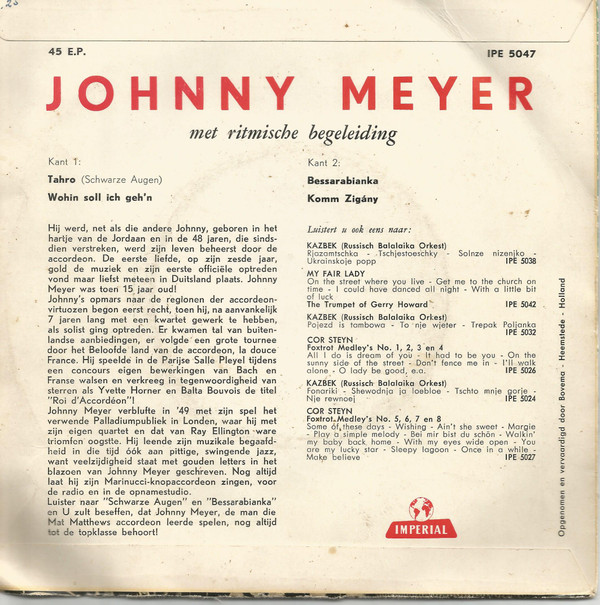 45 E.P.
IPE 5047
JOHNNY MEYER
met ritmische begeleiding
Kant 1:
Tahro (Schwarze Augen)
Wohin soll ich geh'n
Kant 2:
Bessarabianka
Komm Zigány
Hij werd, net als die andere Johnny, geboren in het
hartje van de Jordaan en in de 48 jaren, die sinds-
dien verstreken, werd zijn leven beheerst door de
accordeon. De eerste liefde, op zijn zesde jaar,
gold de muziek en zijn eerste officiële optreden
vond maar liefst meteen in Duitsland plaats. Johnny
Meyer was toen 15 jaar oud!
Johnny's opmars naar de regionen der accordeon-
virtuozen begon eerst recht, toen hij, na aanvankelijk
7 jaren lang met een kwartet gewerk te hebben,
als solist ging optreden. Er kwamen tal van buiten-
landse aanbiedingen, er volgde een grote tournee
door het Beloofde land van de accordeon, la douce
France. Hij speelde in de Parijse Salle Pleyel tijdens
een concours eigen bewerkingen van Bach en
Franse walsen en verkreeg in tegenwoordigheid van
sterren als Yvette Horner en Balta Bouvois de titel
"Roi d'Accordéon"!
Johnny Meyer verblufte in '49 met zijn spel het
verwende Palladiumpubliek in Londen, waar hij met
zijn eigen quartet en dat van Ray Ellington ware
triomfen oogstte. Hij leende zijn muzikale begaafd-
heid in die tijd óók aan pittige, swingende jazz,
want veelzijdigheid staat met gouden letters in het
blazoen van Johnny Meyer geschreven. Nog altijd
laat hij zijn Marinucci-knopaccordeon zingen, voor
de radio en in de opnamestudio.
Luister naar "Schwarze Augen" en "Bessarabianka"
en U zult beseffen, dat Johnny Meyer, de man die
Mat Matthews accordeon leerde spelen, nog altijd
tot de topklasse behoort!
Luistert u ook eens naar:
KAZBEK (Russisch Balalaika Orkest)
Rjazamtschka - Tschjestoeschky - Solnze nizenjko -
Ukrainskoje popp IPE 5038
MY FAIR LADY
On the street where you live - Get me to the church on
time - I could have danced all night - With a little bit
of luck
The Trumpet of Gerry Howard IPE 5042
KAZBEK (Russisch Balalaika Orkest)
Pojezd is tombowa - To nje wjeter - Trepak Poljanka
IPE 5032
COR STEYN
Foxtrot Medley's No. 1, 2, 3 en 4
All I do is dream of you - It had to be you - On the
sunny side of the street - Don't fence me in - I'll walk
alone - O lady be good, e.a. IPE 5026
KAZBEK (Russisch Balalaika Orkest)
Fonariki - Shewodnja ja loebloe - Tschto mnje gorje -
Nje rewnoej IPE 5024
COR STEYN
Foxtrot Medley's No. 5, 6, 7 en 8
Some of these days - Wishing - Ain't she sweet - Margie
- Play a simple melody - Bei mir bist du schön - Walkin'
my baby back home - With my eyes wide open - You
are my lucky star - Sleepy lagoon - Once in a while -
Make believe IPE 5027
IMPERIAL
Opgenomen en vervaardigd door Bovema - Heemstede - Holland